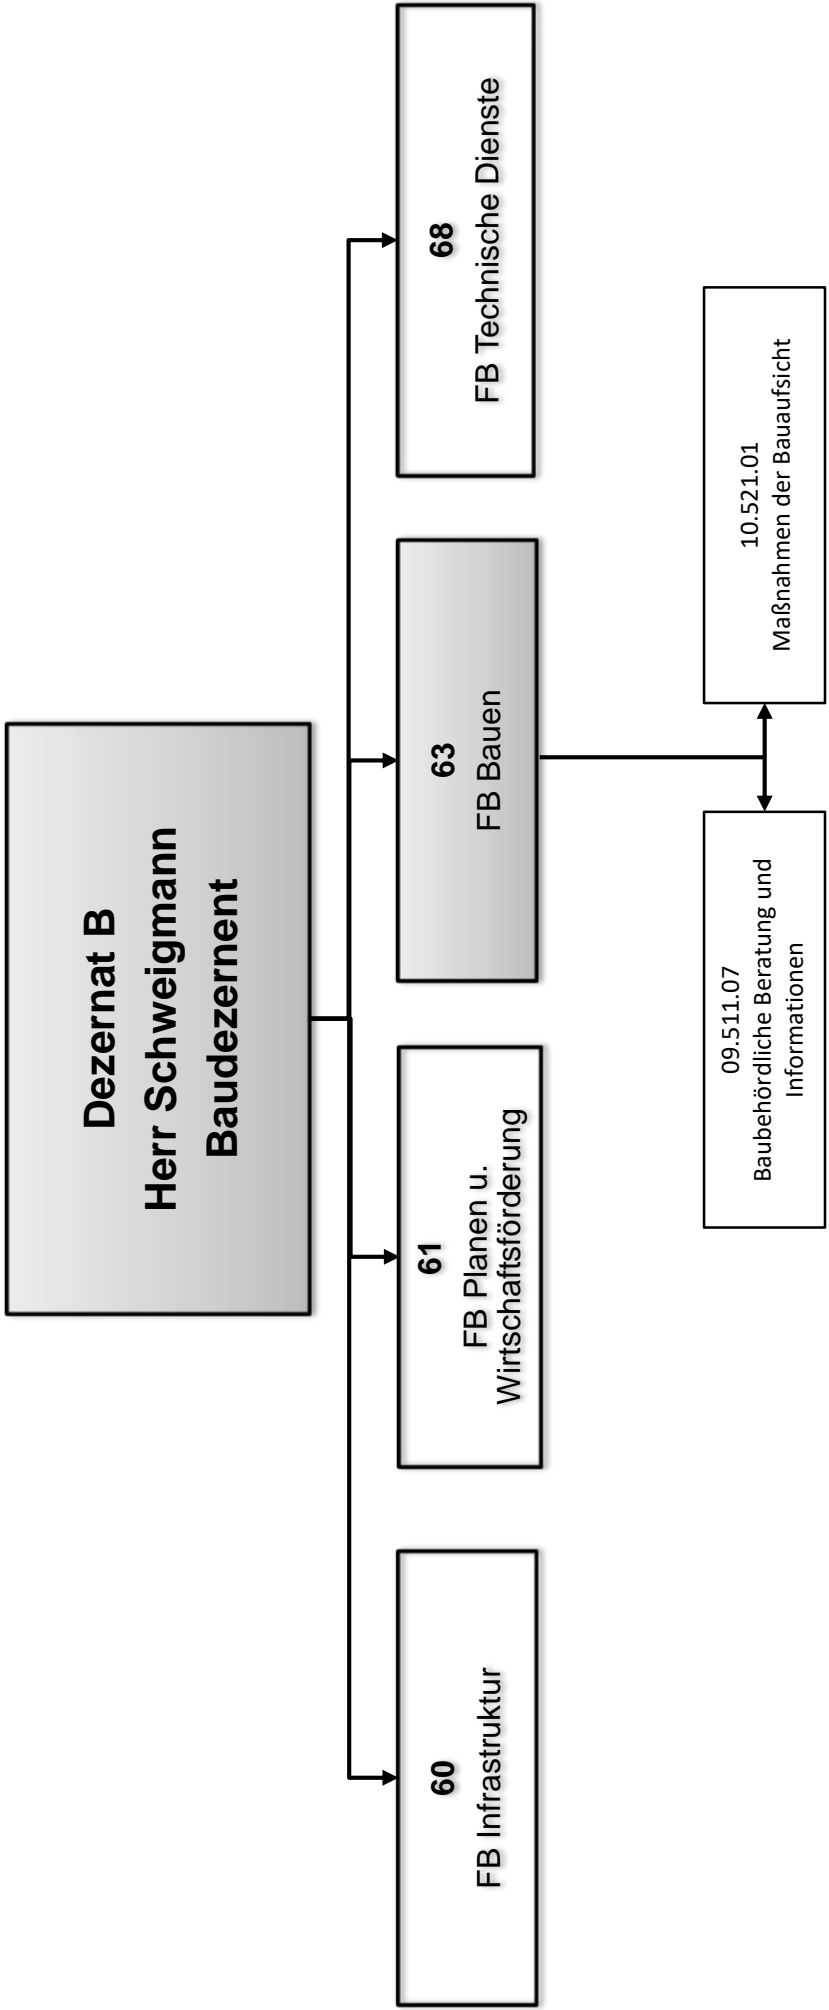 Dezernat B
Herr Schweigmann
Baudezernent
60
FB Infrastruktur
61
FB Planen u.
Wirtschaftsförderung
63
FB Bauen
68
FB Technische Dienste
09.511.07
Baubehördliche Beratung und
Informationen
10.521.01
Maßnahmen der Bauaufsicht